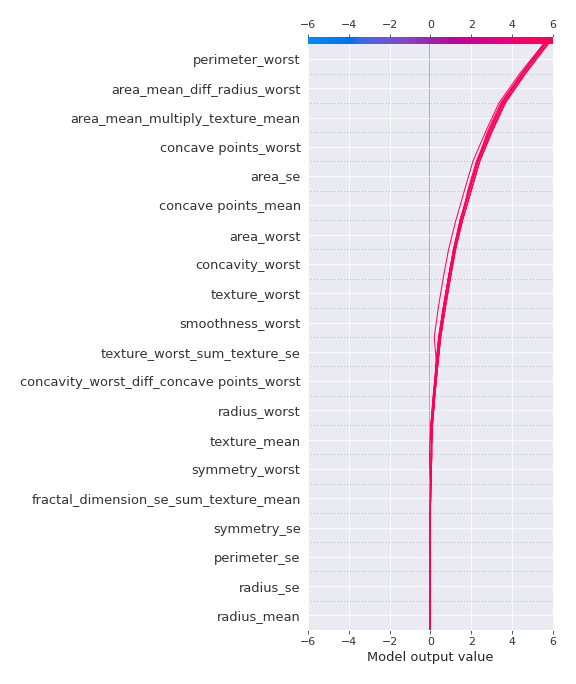 −6 −4 −2 0 2 4 6
perimeter_worst
area_mean_diff_radius_worst
area_mean_multiply_texture_mean
concave points_worst
area_se
concave points_mean
area_worst
concavity_worst
texture_worst
smoothness_worst
texture_worst_sum_texture_se
concavity_worst_diff_concave points_worst
radius_worst
texture_mean
symmetry_worst
fractal_dimension_se_sum_texture_mean
symmetry_se
perimeter_se
radius_se
radius_mean
−6 −4 −2 0 2 4 6
Model output value